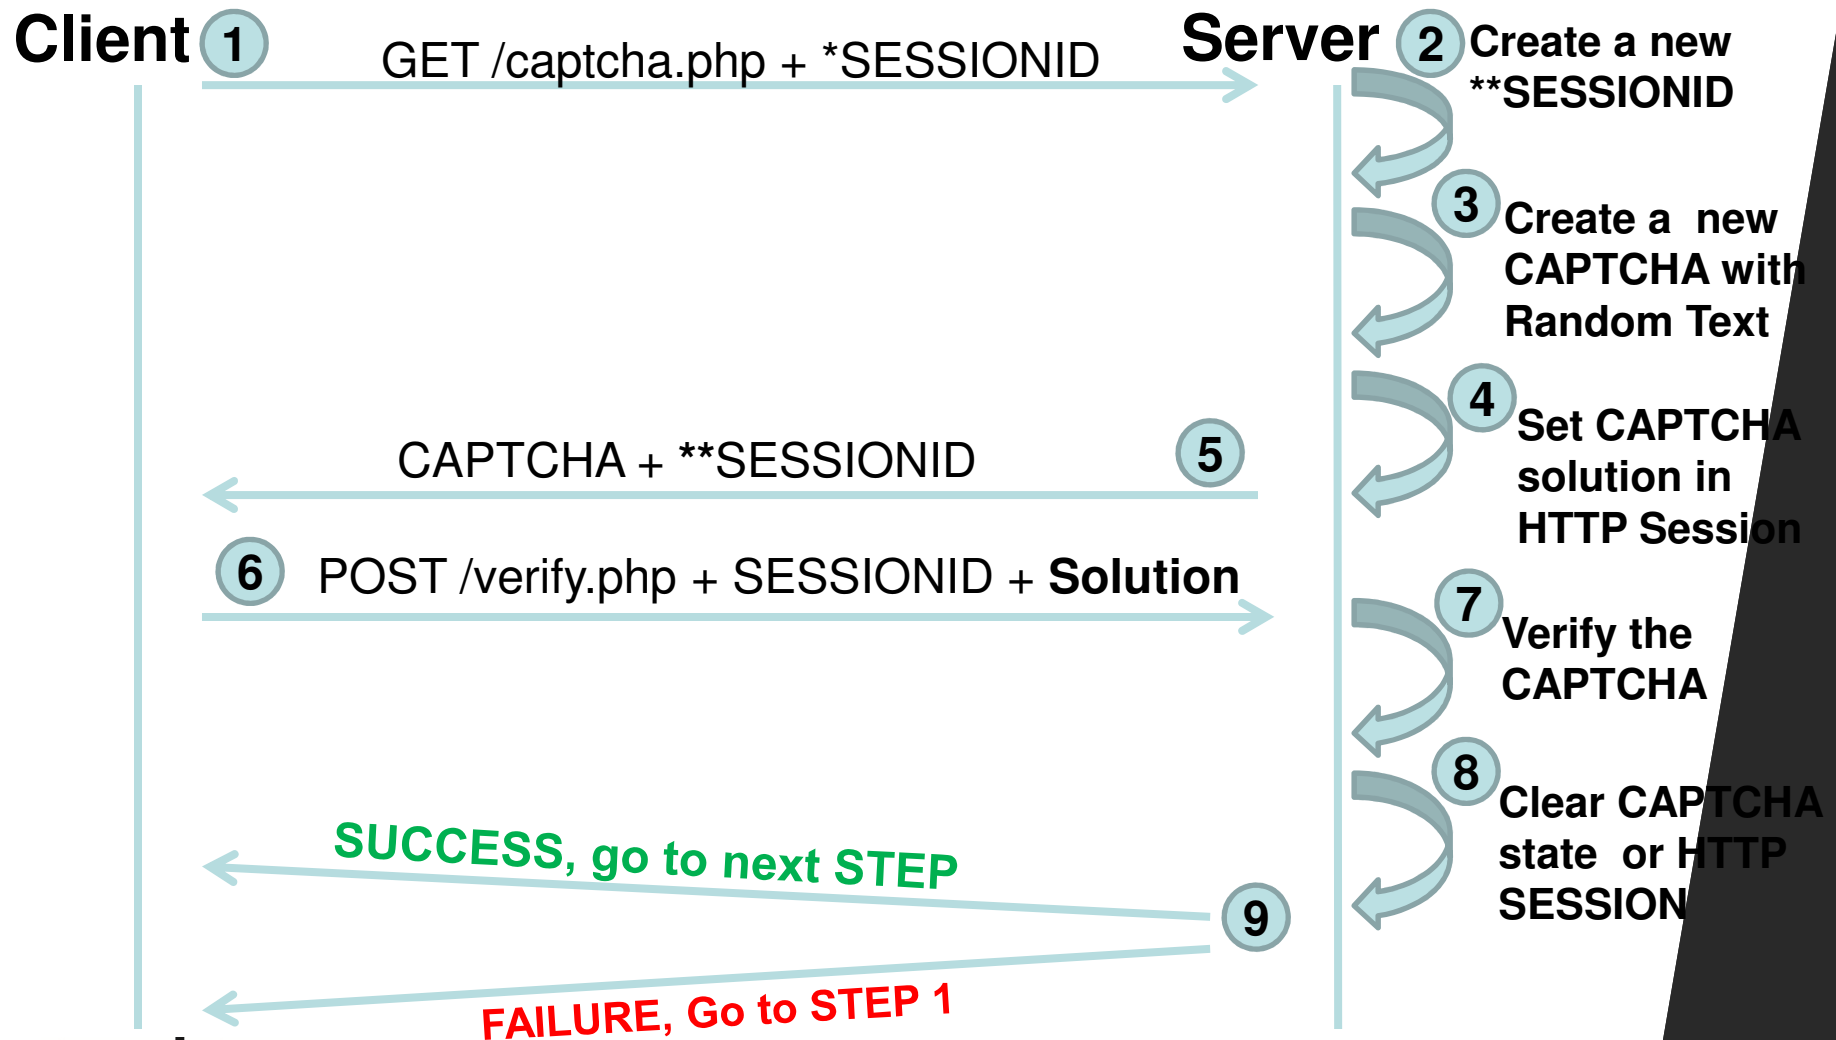 Client
1
GET /captcha.php + *SESSIONID
Server
2
Create a new
**SESSIONID
3
Create a  new
CAPTCHA with
Random Text
4
Set CAPTCHA
solution in
HTTP Session
CAPTCHA + **SESSIONID
5
6
POST /verify.php + SESSIONID + Solution
7
Verify the
CAPTCHA
8
Clear CAPTCHA
state  or HTTP
SESSION
SUCCESS, go to next STEP
9
FAILURE, Go to STEP 1